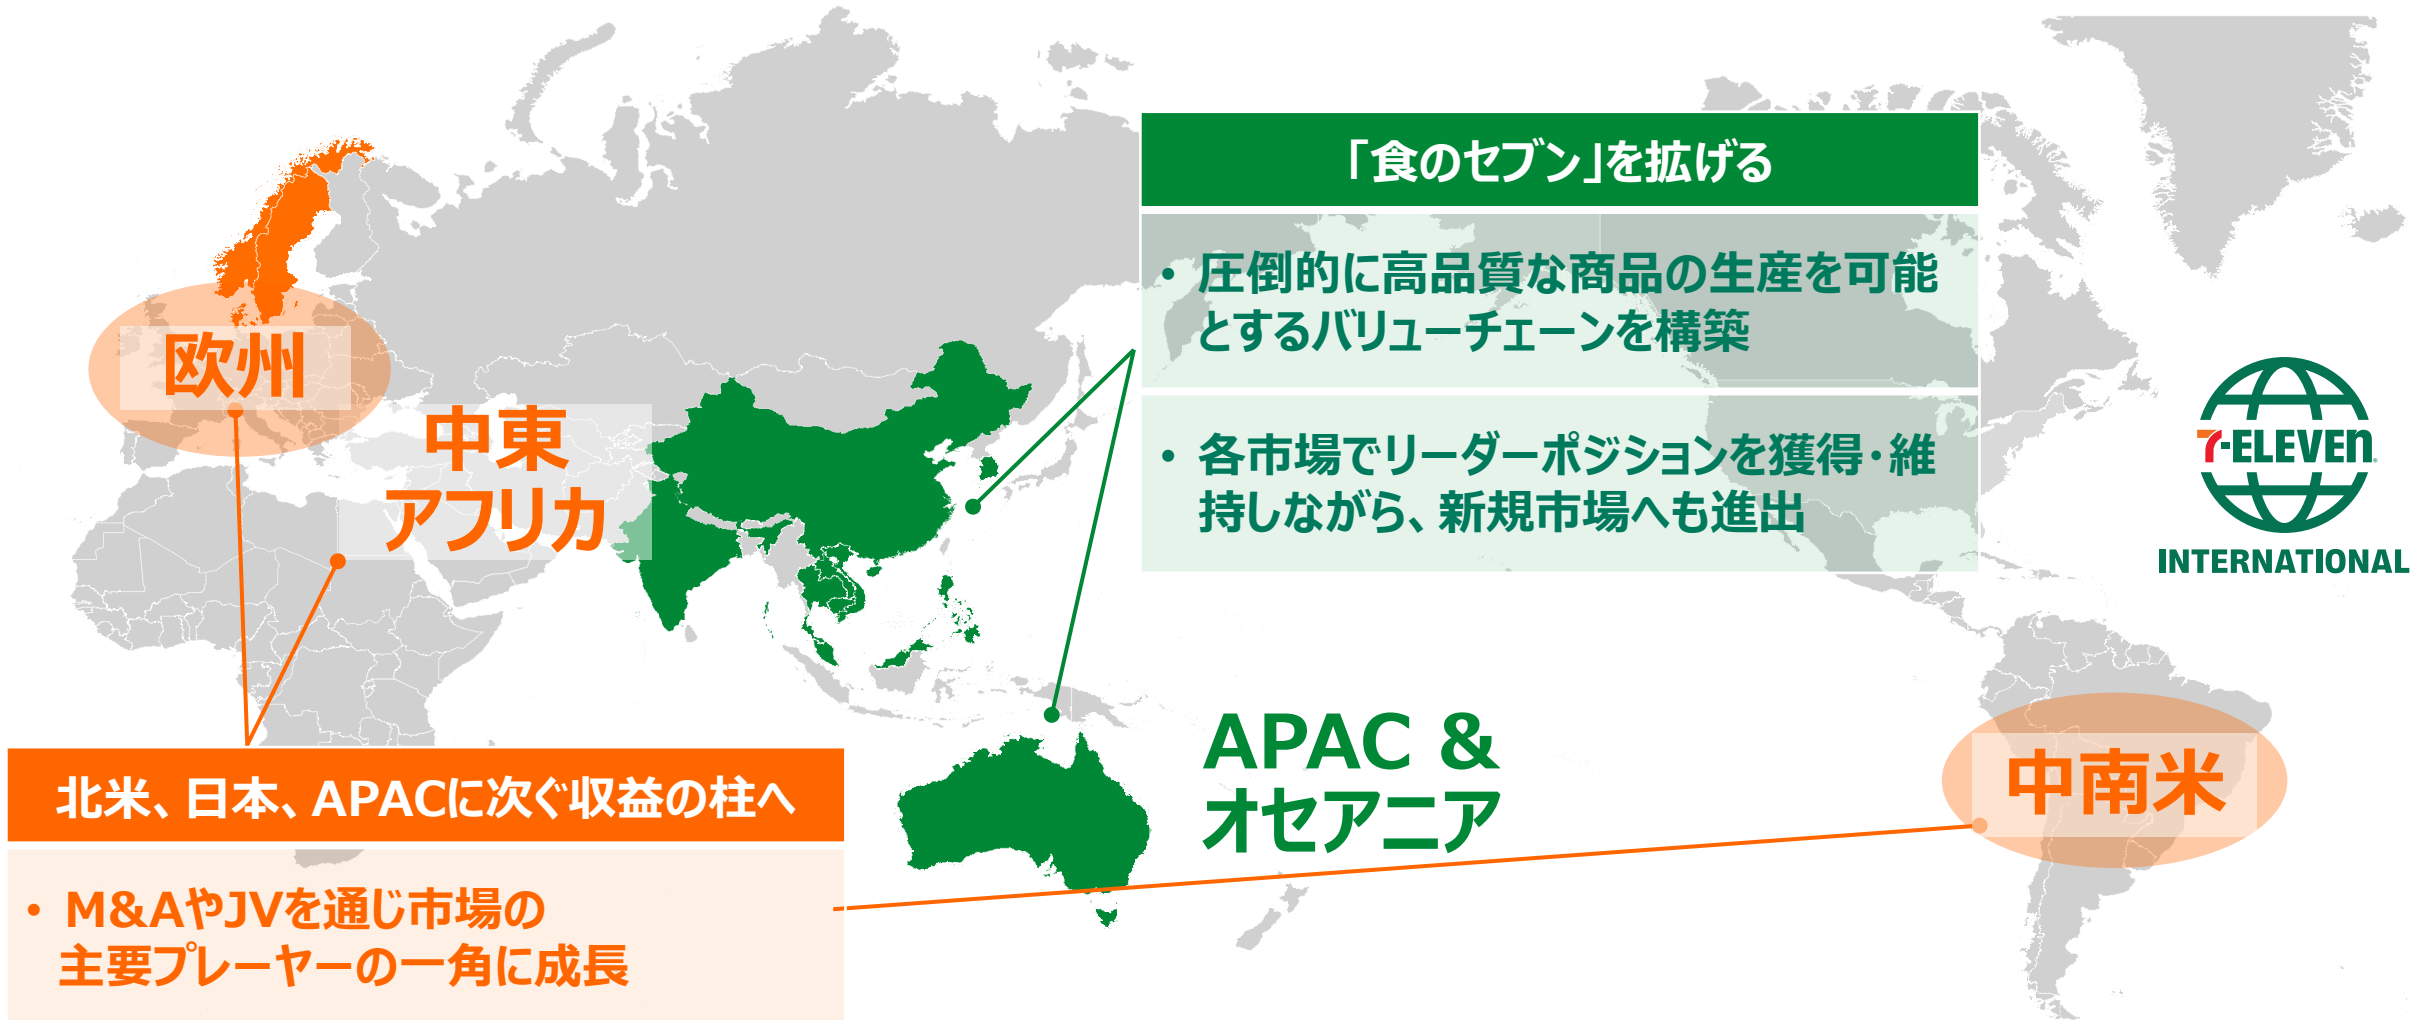 「食のセブン」を拡げる
• 圧倒的に高品質な商品の生産を可能
とするバリューチェーンを構築
• 各市場でリーダーポジションを獲得・維
持しながら、新規市場へも進出
欧州
中東
アフリカ
7-ELEVEn
INTERNATIONAL
APAC &
オセアニア
中南米
北米、日本、APACに次ぐ収益の柱へ
• M&AやJVを通じ市場の
主要プレーヤーの一角に成長